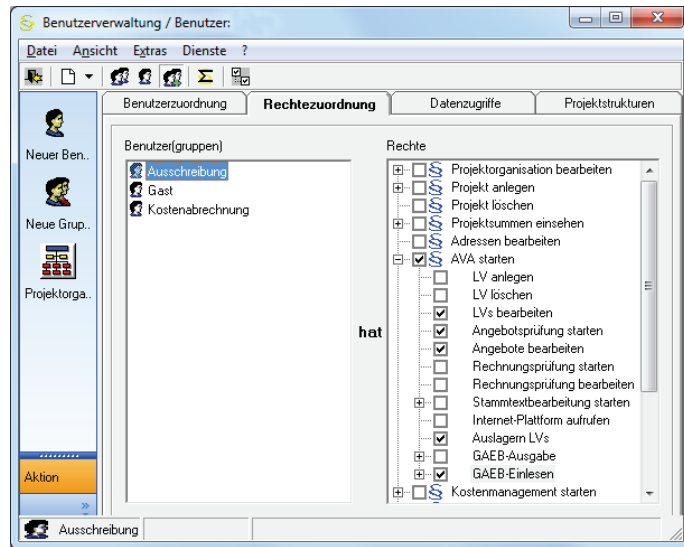 Benutzerverwaltung / Benutzer:
Datei Ansicht Extras Dienste ?
Benutzerzuordnung Rechtezuordnung Datenzugriffe Projektstrukturen
Neuer Ben..
Neue Grup..
Projektorga..
Aktion
Benutzer(gruppen)
Ausschreibung
Gast
Kostenabrechnung
hat
Rechte
Projektorganisation bearbeiten
Projekt anlegen
Projekt löschen
Projektsummen einsehen
Adressen bearbeiten
AVA starten
LV anlegen
LV löschen
LVs bearbeiten
Angebotsprüfung starten
Angebote bearbeiten
Rechnungsprüfung starten
Rechnungsprüfung bearbeiten
Stammtextbearbeitung starten
Internet-Plattform aufrufen
Auslagern LVs
GAEB-Ausgabe
GAEB-Einlesen
Kostenmanagement starten
Ausschreibung